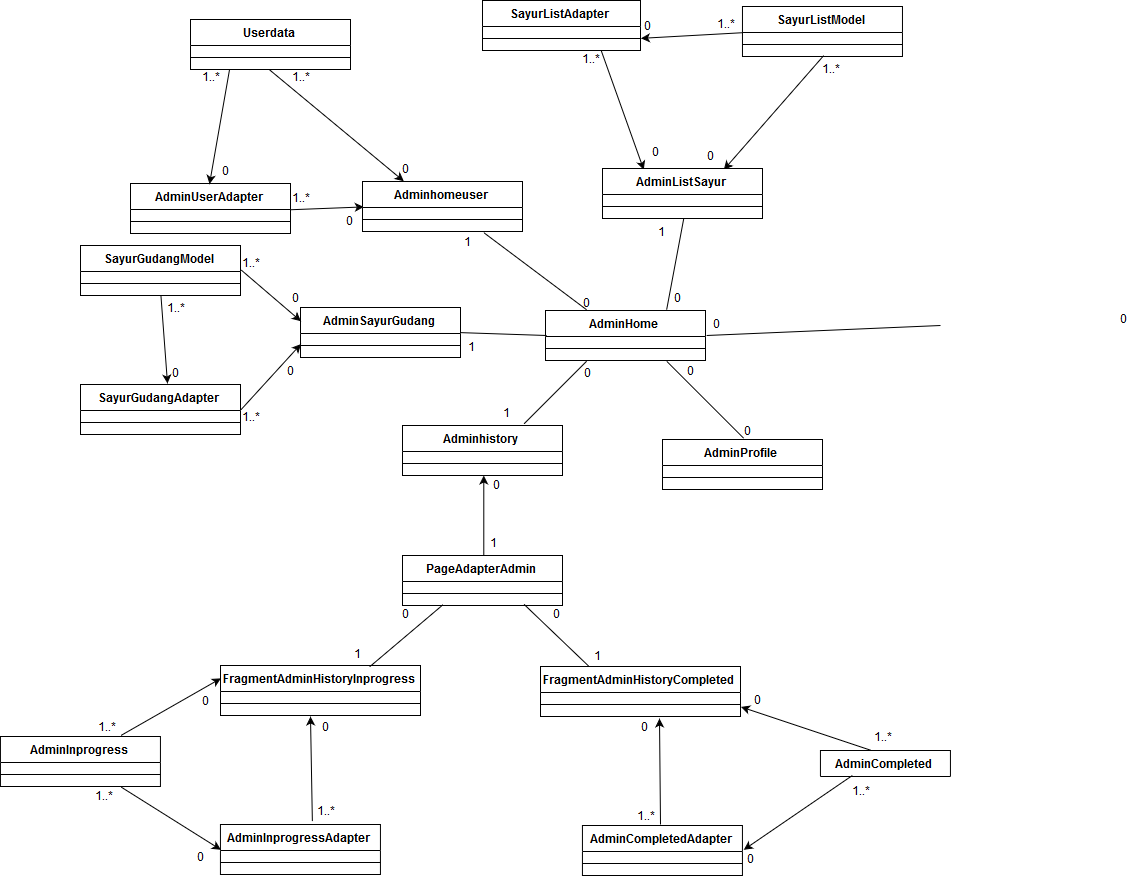 SayurListAdapter
SayurListModel
0
1..*
Userdata
1..*
1..*
1..*
1..*
0
0
0
0
AdminUserAdapter
1..*
Adminhomeuser
AdminListSayur
0
1
1
SayurGudangModel
1..*
0
0
0
1..*
AdminSayurGudang
AdminHome
0
0
1
0
SayurGudangAdapter
0
0
0
1..*
1
Adminhistory
0
AdminProfile
0
1
PageAdapterAdmin
0
0
1
1
FragmentAdminHistoryInprogress
FragmentAdminHistoryCompleted
0
0
1..*
0
0
1..*
AdminInprogress
AdminCompleted
1..*
1..*
1..*
1..*
AdminInprogressAdapter
AdminCompletedAdapter
0
0